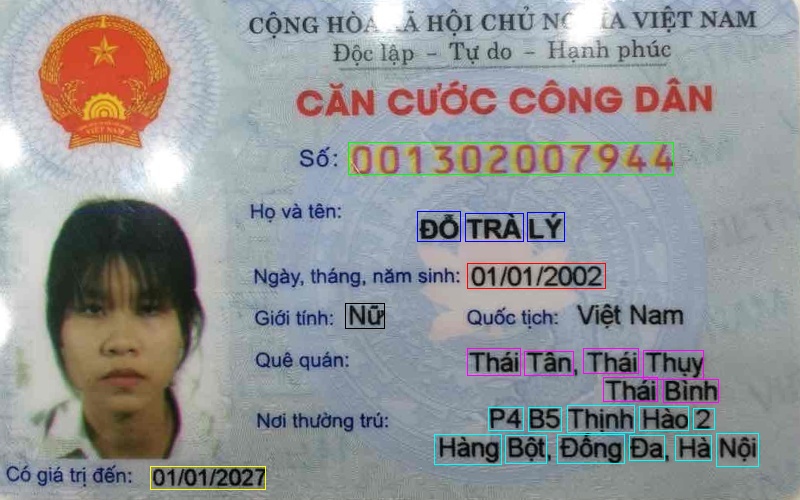 CỘNG HÒA XÃ HỘI CHỦ NGHĨA VIỆT NAM
Độc lập - Tự do - Hạnh phúc
CĂN CƯỚC CÔNG DÂN
Số: 001302007944
Họ và tên: ĐỖ TRÀ LÝ
Ngày, tháng, năm sinh: 01/01/2002
Giới tính: Nữ Quốc tịch: Việt Nam
Quê quán: Thái Tân, Thái Thụy
Thái Bình
Nơi thường trú: P4 B5 Thịnh Hào 2
Hàng Bột, Đống Đa, Hà Nội
Có giá trị đến: 01/01/2027